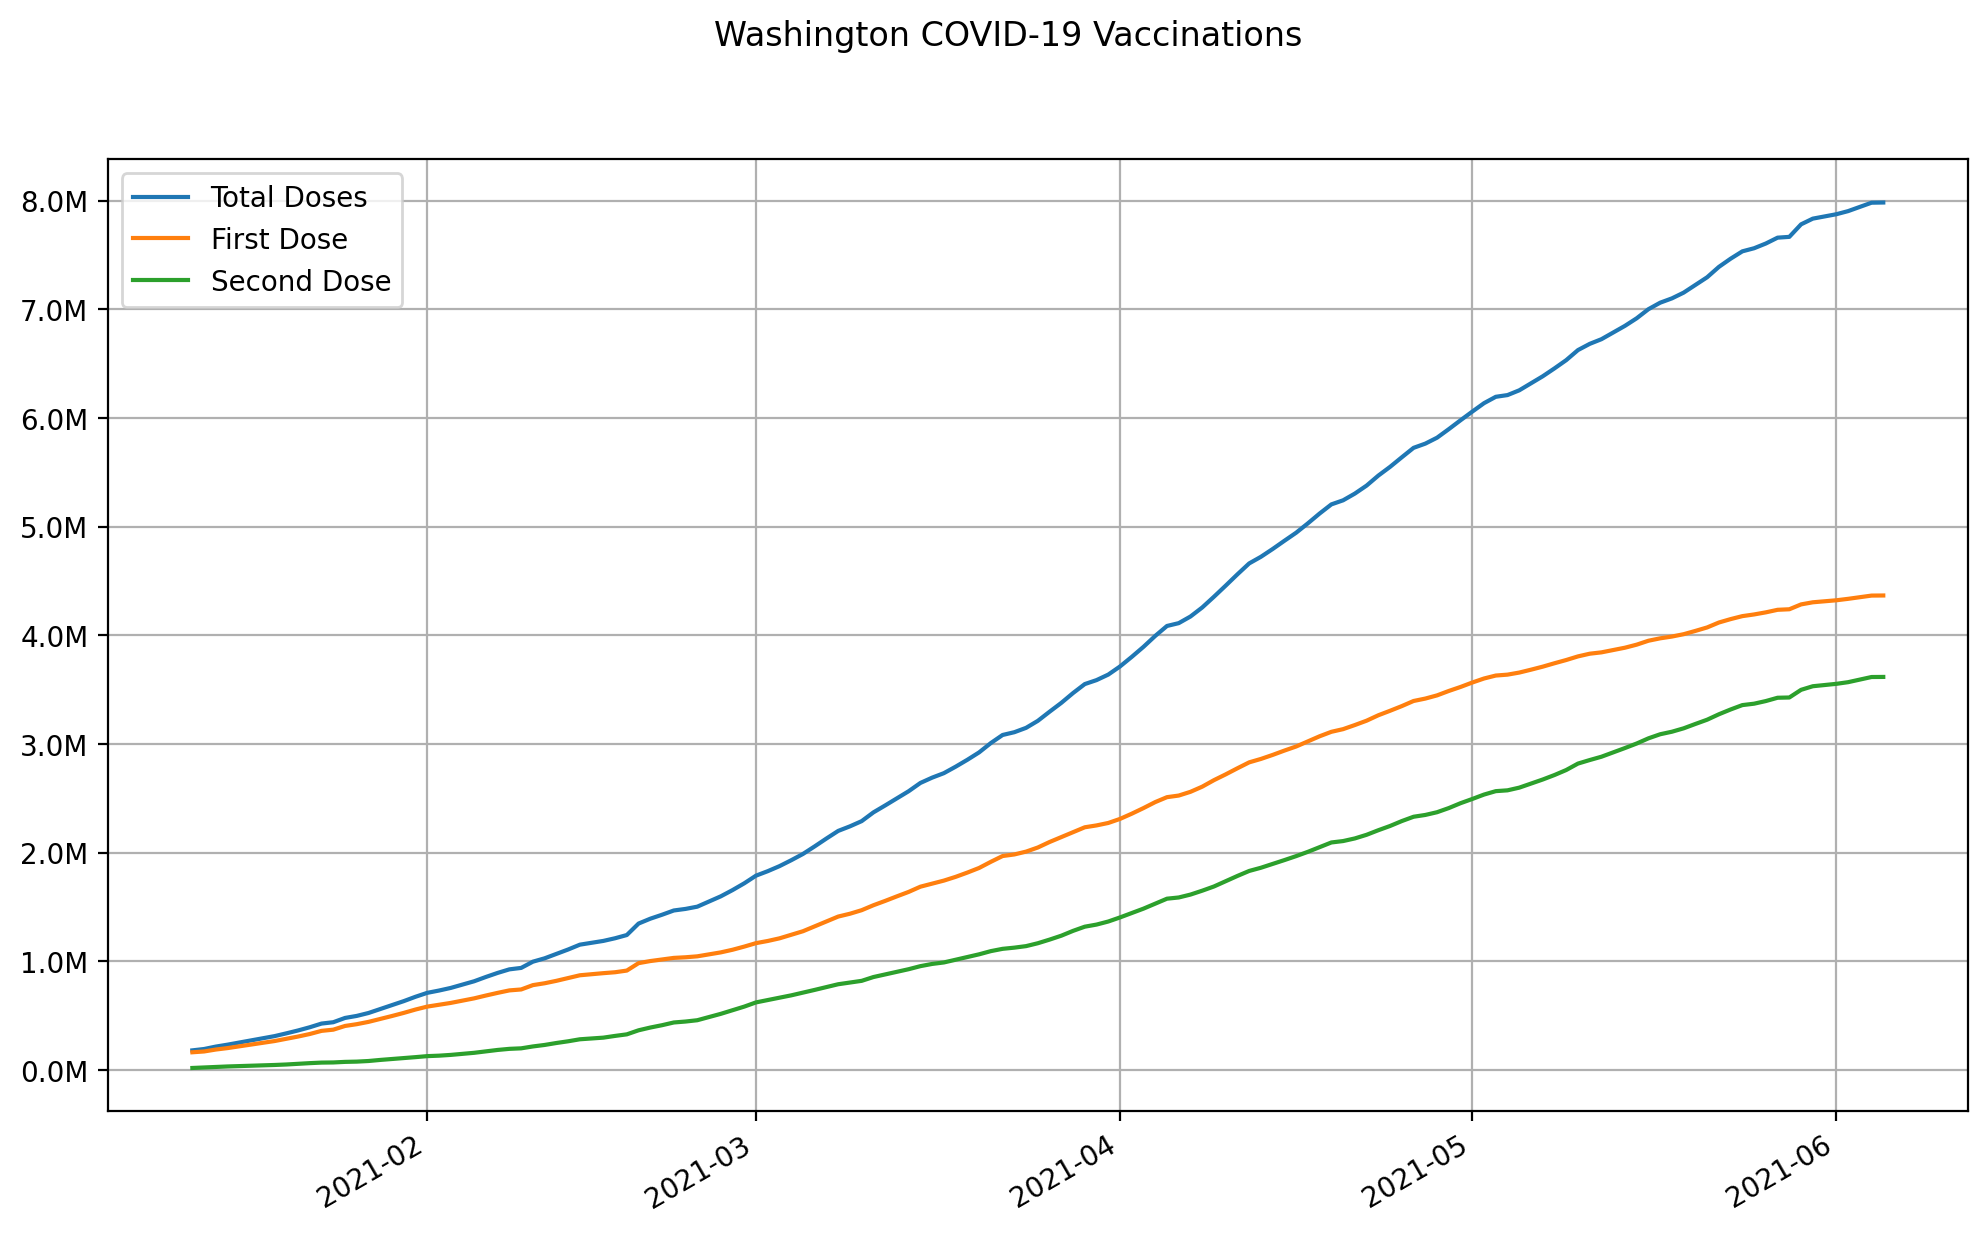 Washington COVID-19 Vaccinations
Total Doses
First Dose
Second Dose
8.0M
7.0M
6.0M
5.0M
4.0M
3.0M
2.0M
1.0M
0.0M
2021-02
2021-03
2021-04
2021-05
2021-06